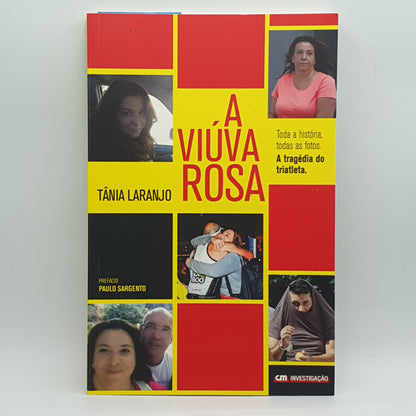 A
VIÚVA
ROSA
Toda a história,
todas as fotos.
A tragédia do
triatleta.
TÂNIA LARANJO
PREFÁCIO
PAULO SARGENTO
CM INVESTIGAÇÃO